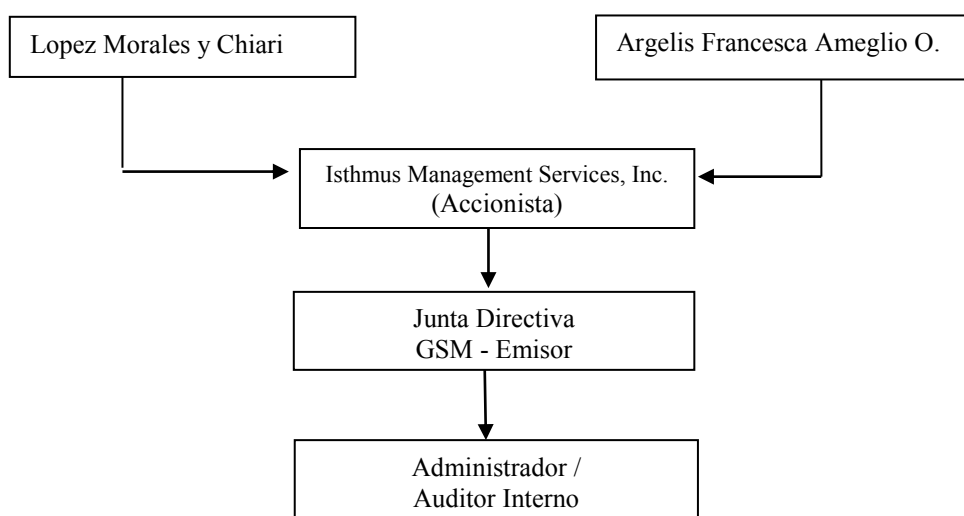 Lopez Morales y Chiari
Argelis Francesca Ameglio O.
Isthmus Management Services, Inc.
(Accionista)
Junta Directiva
GSM - Emisor
Administrador /
Auditor Interno